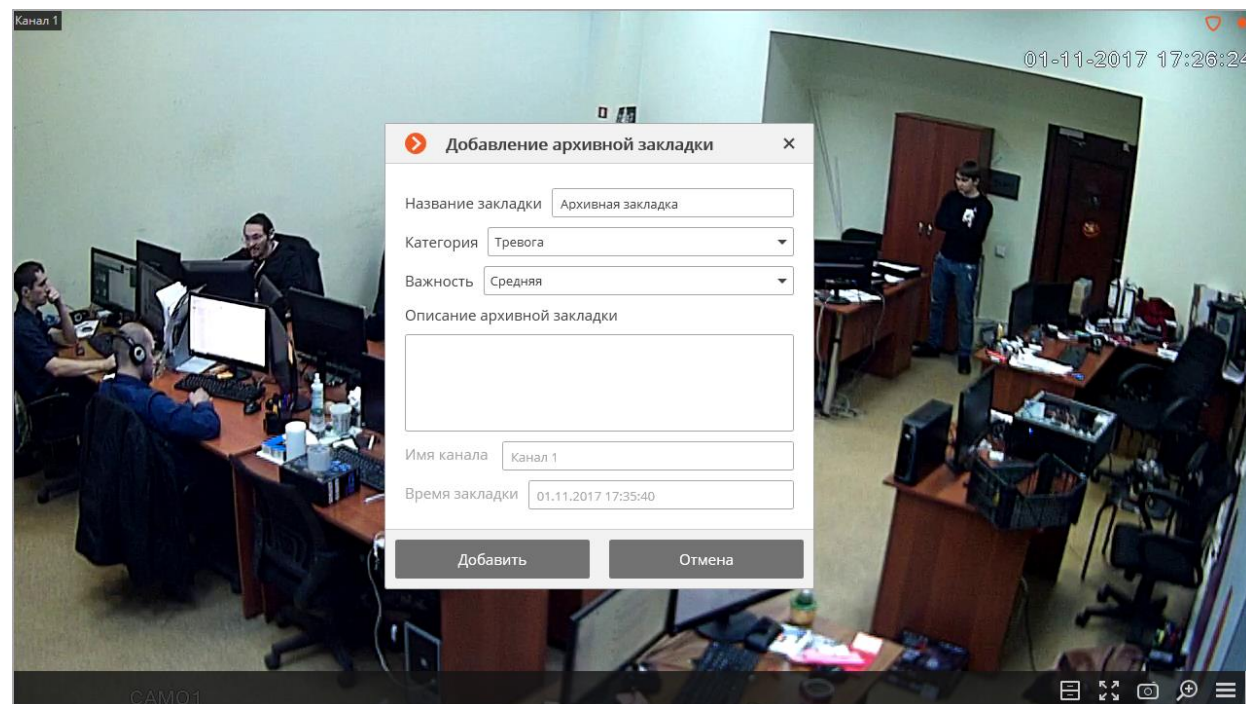 Канал 1
01-11-2017 17:26:24
Добавление архивной закладки
Название закладки Архивная закладка
Категория Тревога
Важность Средняя
Описание архивной закладки
Имя канала Канал 1
Время закладки 01.11.2017 17:35:40
Добавить Отмена
CAM01